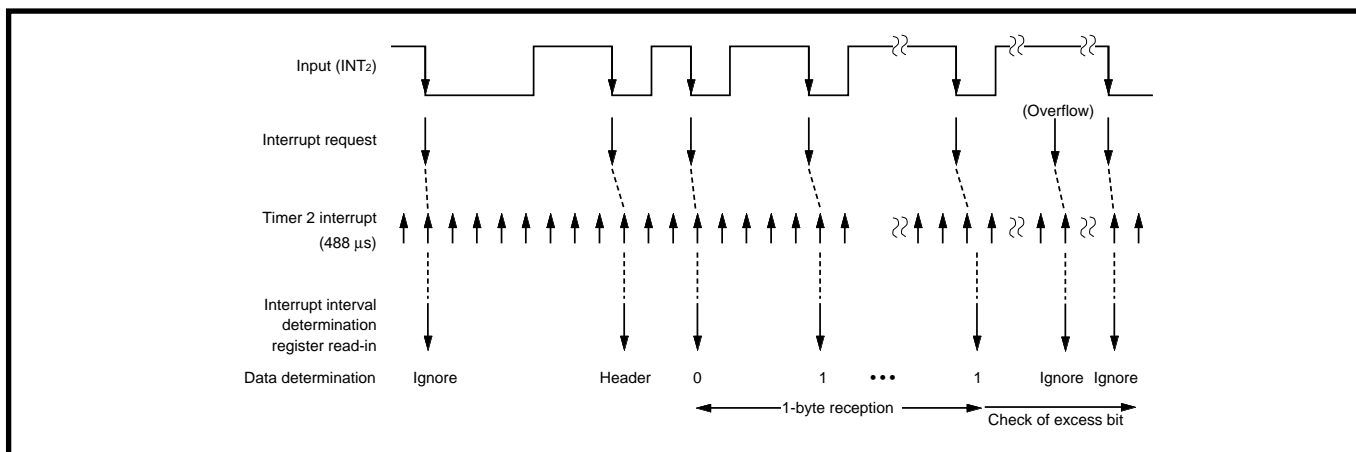 Input (INT2)
(Overflow)
Interrupt request
Timer 2 interrupt
(488 μs)
Interrupt interval
determination
register read-in
Data determination Ignore Header 0 1 ••• 1 Ignore Ignore
1-byte reception
Check of excess bit